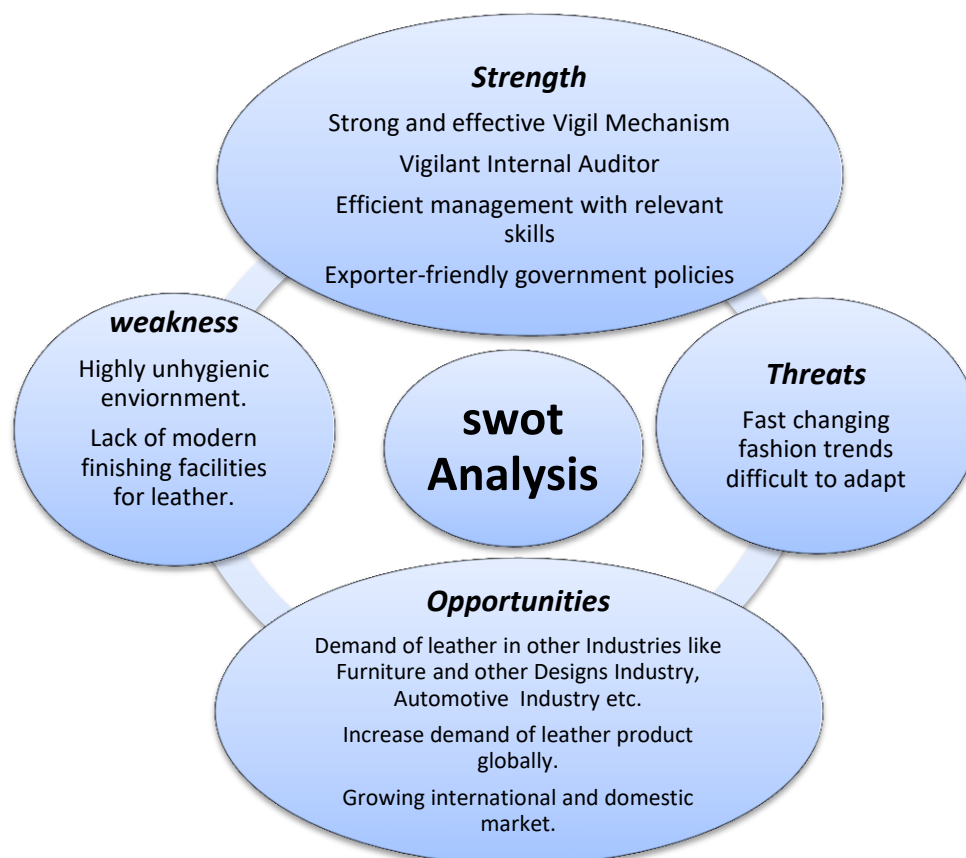 Strength
Strong and effective Vigil Mechanism
Vigilant Internal Auditor
Efficient management with relevant
skills
Exporter-friendly government policies
weakness
Highly unhygienic
enviornment.
Lack of modern
finishing facilities
for leather.
swot
Analysis
Threats
Fast changing
fashion trends
difficult to adapt
Opportunities
Demand of leather in other Industries like
Furniture and other Designs Industry,
Automotive  Industry etc.
Increase demand of leather product
globally.
Growing international and domestic
market.